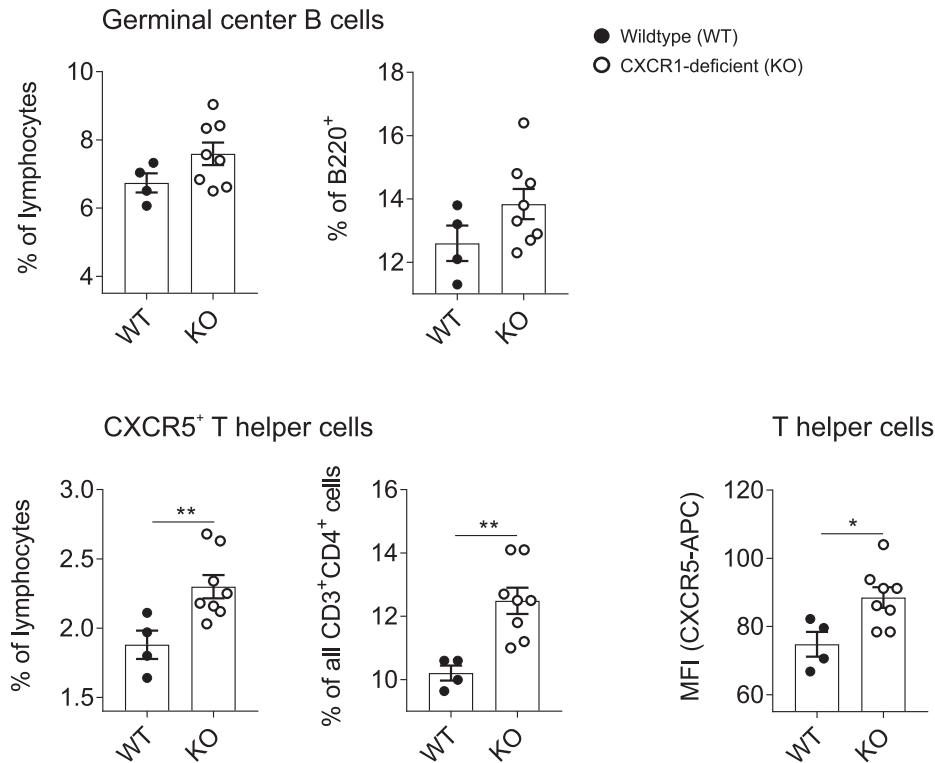 Germinal center B cells
Wildtype (WT)
CXCR1-deficient (KO)
% of lymphocytes
10
8
6
4
WT
KO
% of B220⁺
18
16
14
12
WT
KO
CXCR5⁺ T helper cells
T helper cells
% of lymphocytes
3.0
2.5
2.0
1.5
**
WT
KO
% of all CD3⁺CD4⁺ cells
16
14
12
10
**
WT
KO
MFI (CXCR5-APC)
120
100
80
60
*
WT
KO